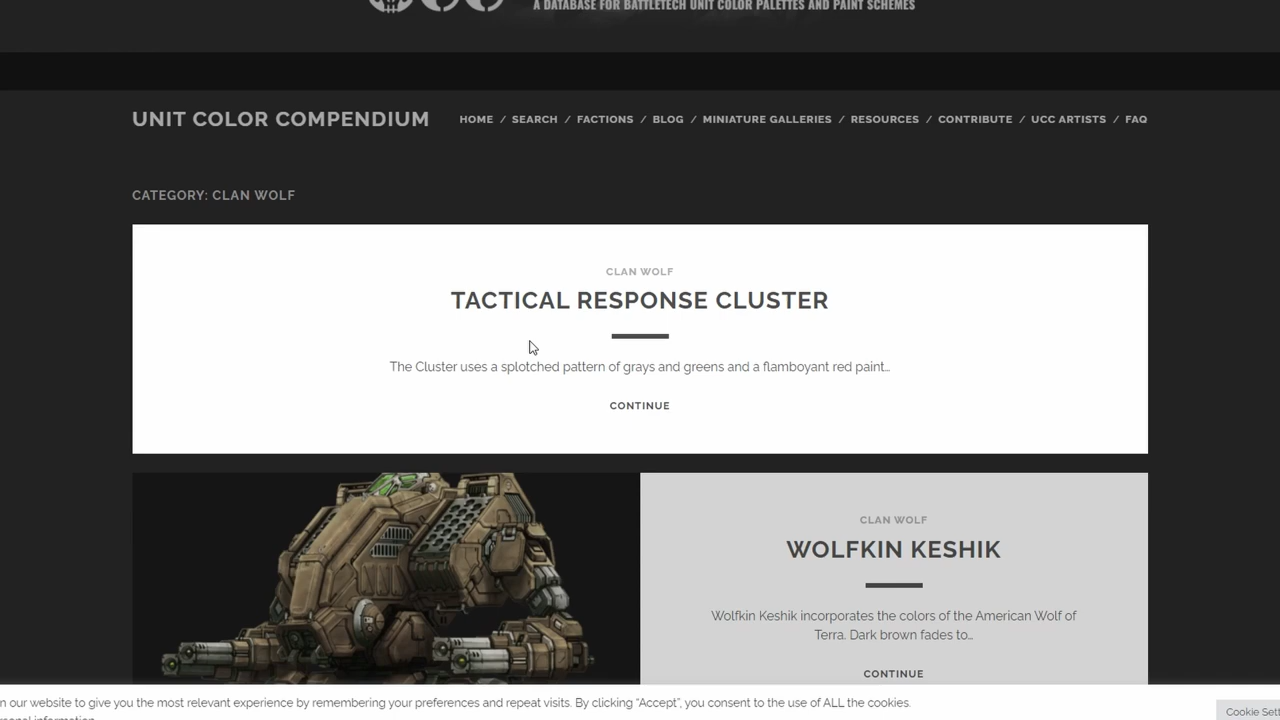 A DATABASE FOR BATTLETECH UNIT COLOR PALETTES AND PAINT SCHEMES
UNIT COLOR COMPENDIUM
HOME / SEARCH / FACTIONS / BLOG / MINIATURE GALLERIES / RESOURCES / CONTRIBUTE / UCC ARTISTS / FAQ
CATEGORY: CLAN WOLF
CLAN WOLF
TACTICAL RESPONSE CLUSTER
The Cluster uses a splotched pattern of grays and greens and a flamboyant red paint…
CONTINUE
CLAN WOLF
WOLFKIN KESHIK
Wolfkin Keshik incorporates the colors of the American Wolf of
Terra. Dark brown fades to…
CONTINUE
n our website to give you the most relevant experience by remembering your preferences and repeat visits. By clicking “Accept”, you consent to the use of ALL the cookies.
Cookie Sett